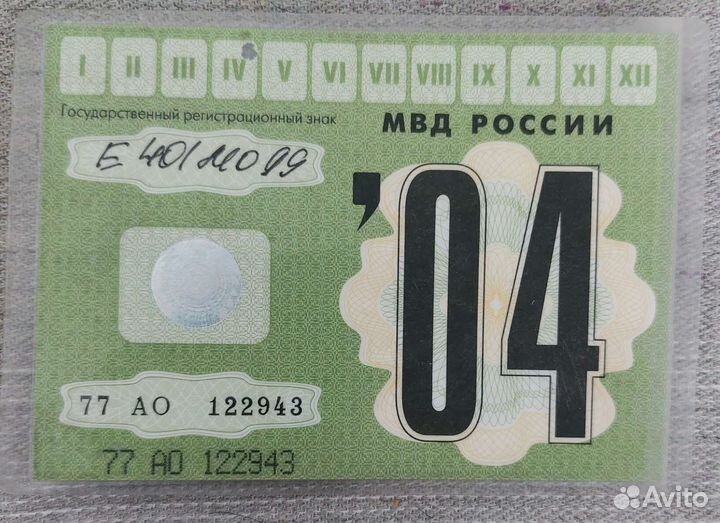 I II III IV V VI VII VIII IX X XI XII
Государственный регистрационный знак
МВД РОССИИ
Е 401 МО 99
'04
77 АО 122943
77 АО 122943
Avito